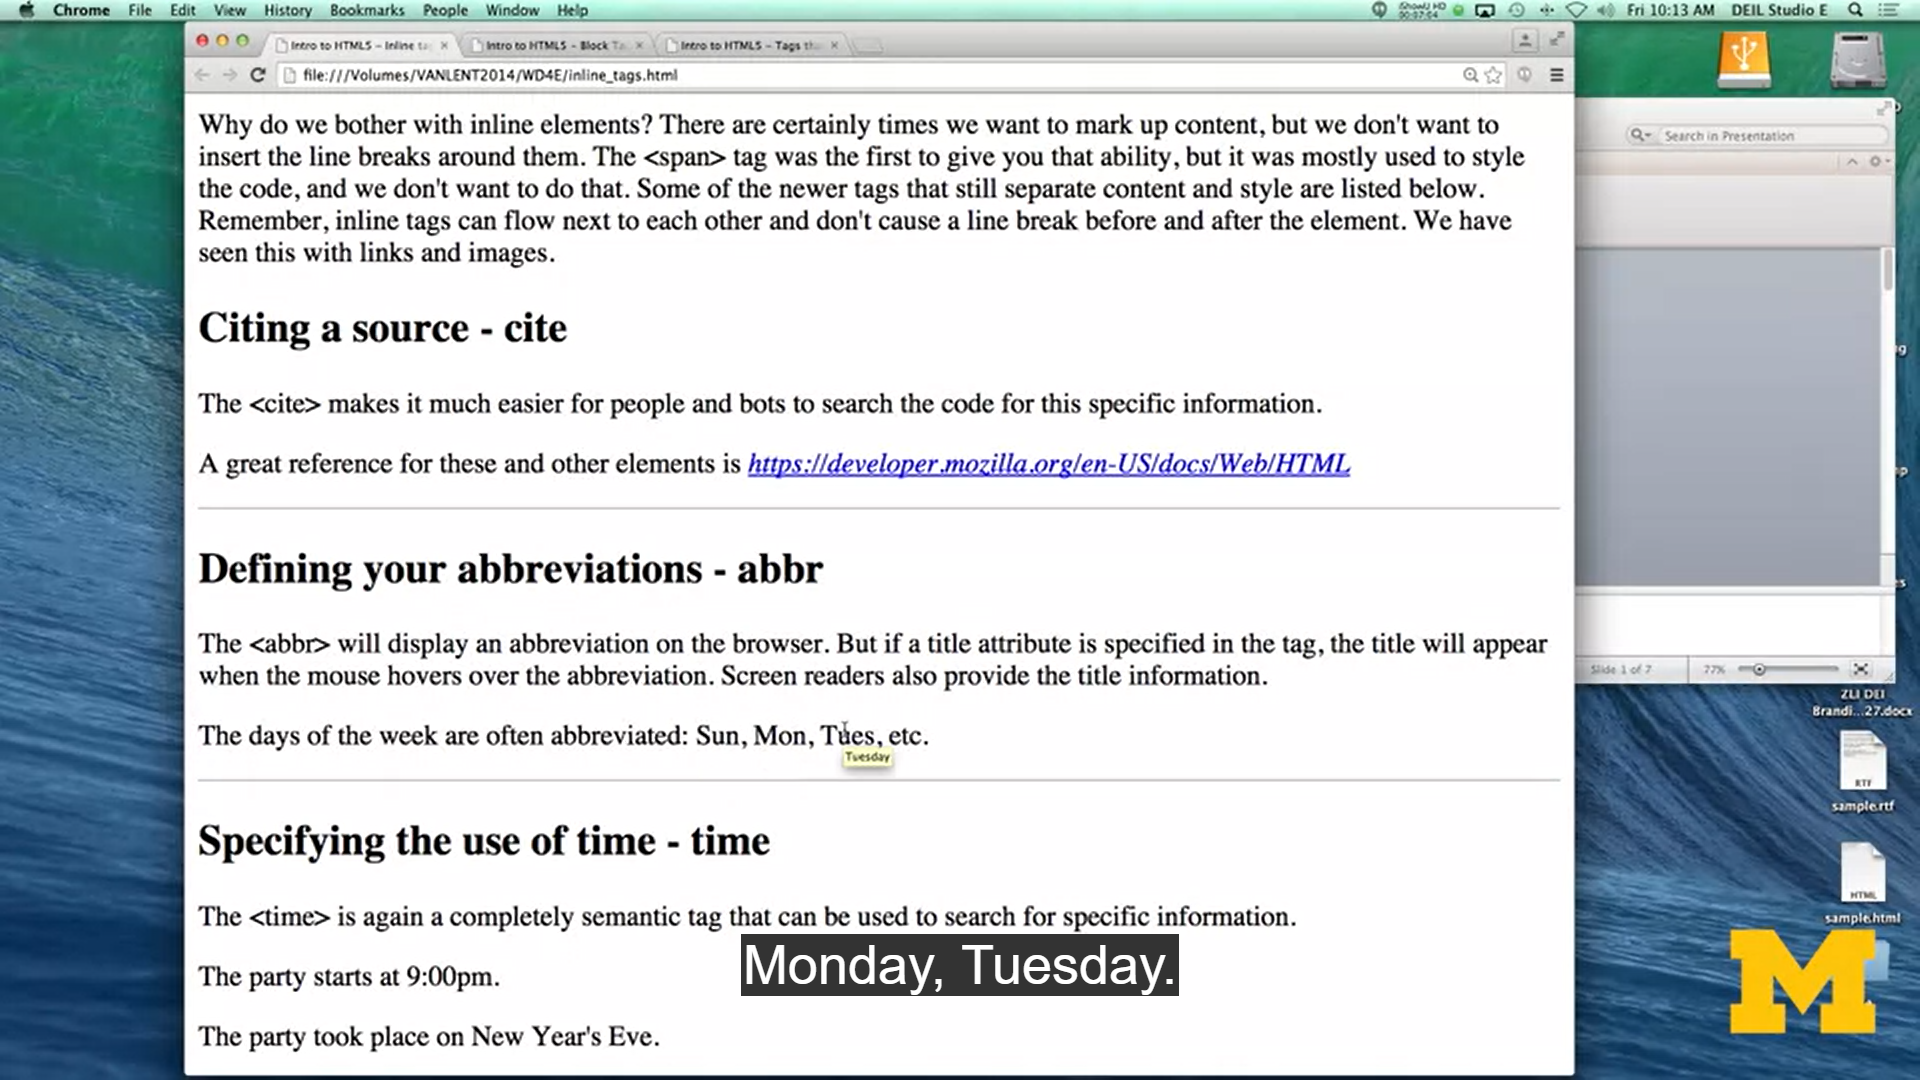 Chrome File Edit View History Bookmarks People Window Help
Fri 10:13 AM DEIL Studio E
Intro to HTML5 – Inline ta
Intro to HTML5 – Block Ta
Intro to HTML5 – Tags th
file:///Volumes/VANLENT2014/WD4E/inline_tags.html
Search in Presentation
Why do we bother with inline elements? There are certainly times we want to mark up content, but we don't want to
insert the line breaks around them. The <span> tag was the first to give you that ability, but it was mostly used to style
the code, and we don't want to do that. Some of the newer tags that still separate content and style are listed below.
Remember, inline tags can flow next to each other and don't cause a line break before and after the element. We have
seen this with links and images.
Citing a source - cite
The <cite> makes it much easier for people and bots to search the code for this specific information.
A great reference for these and other elements is https://developer.mozilla.org/en-US/docs/Web/HTML
Defining your abbreviations - abbr
The <abbr> will display an abbreviation on the browser. But if a title attribute is specified in the tag, the title will appear
when the mouse hovers over the abbreviation. Screen readers also provide the title information.
The days of the week are often abbreviated: Sun, Mon, Tues, etc.
Tuesday
Specifying the use of time - time
The <time> is again a completely semantic tag that can be used to search for specific information.
The party starts at 9:00pm.
The party took place on New Year's Eve.
Monday, Tuesday.
Slide 1 of 7
77%
ZLI DEI
Brandi...27.docx
RTF
sample.rtf
HTML
sample.html
M